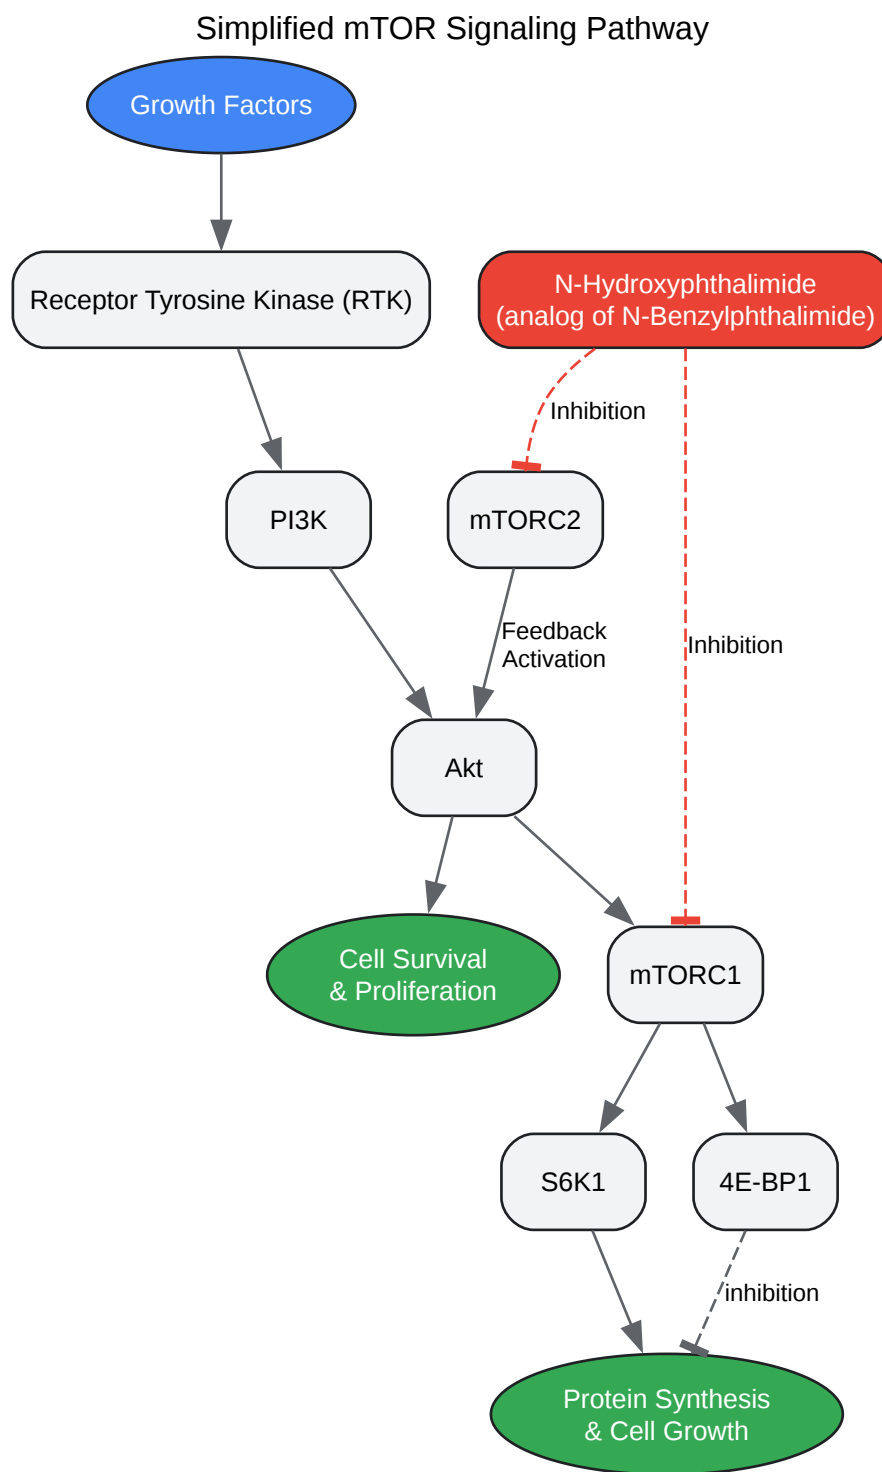 Simplified mTOR Signaling Pathway
Growth Factors
Receptor Tyrosine Kinase (RTK)
N-Hydroxyphthalimide
(analog of N-Benzylphthalimide)
Inhibition
PI3K
mTORC2
Feedback
Activation
Inhibition
Akt
Cell Survival
& Proliferation
mTORC1
S6K1
4E-BP1
inhibition
Protein Synthesis
& Cell Growth